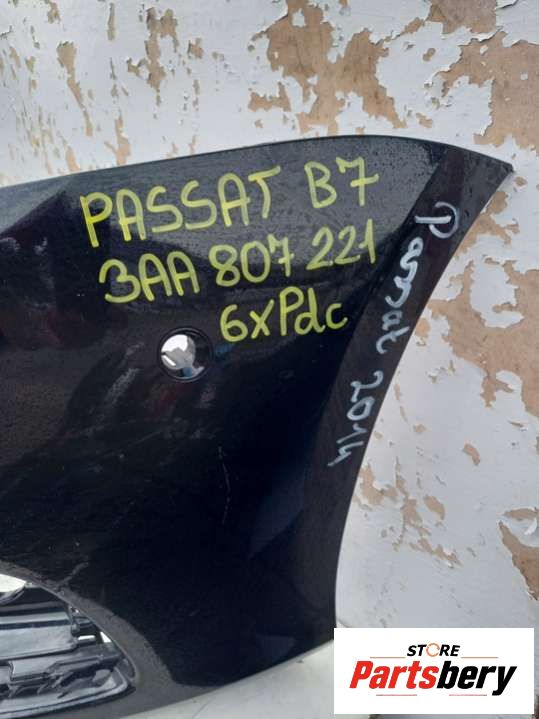 PASSAT B7
3AA 807 221
6xPdc
Passat 2014
STORE
Partsbery